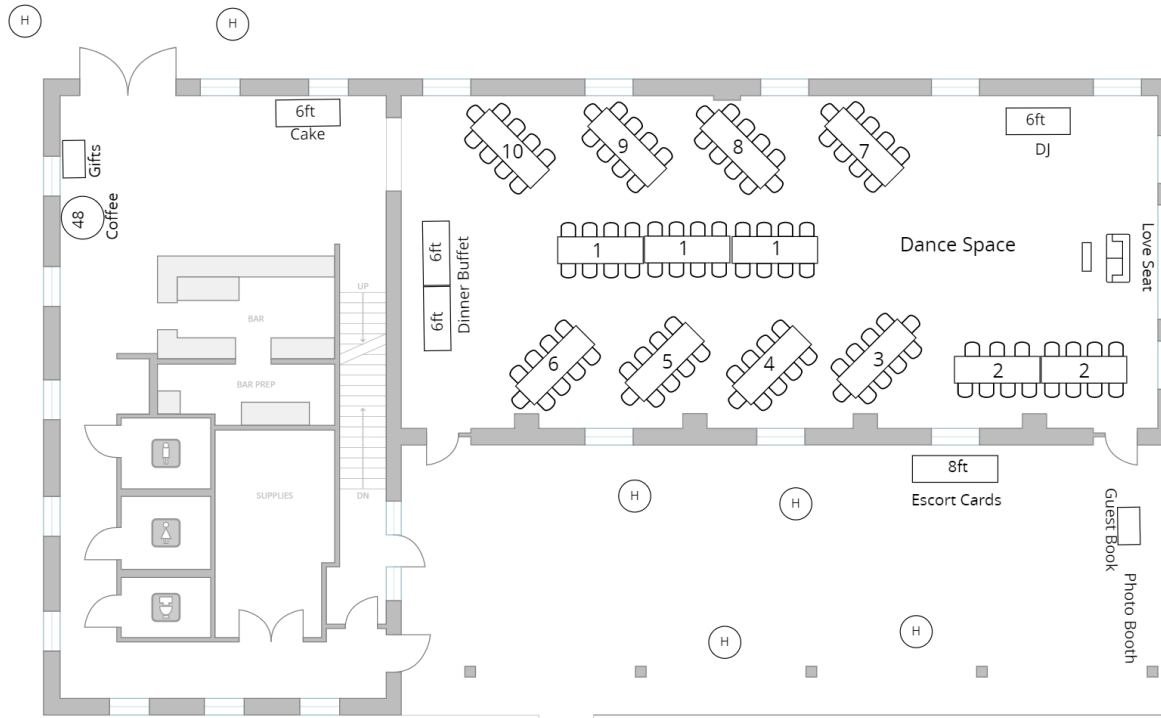 H
H
6ft
Cake
Gifts
48
Coffee
10
9
8
7
6ft
DJ
6ft
6ft
Dinner Buffet
1
1
1
Dance Space
Love Seat
UP
BAR
BAR PREP
6
5
4
3
2
2
SUPPLIES
DN
H
H
8ft
Escort Cards
Guest Book
Photo Booth
H
H